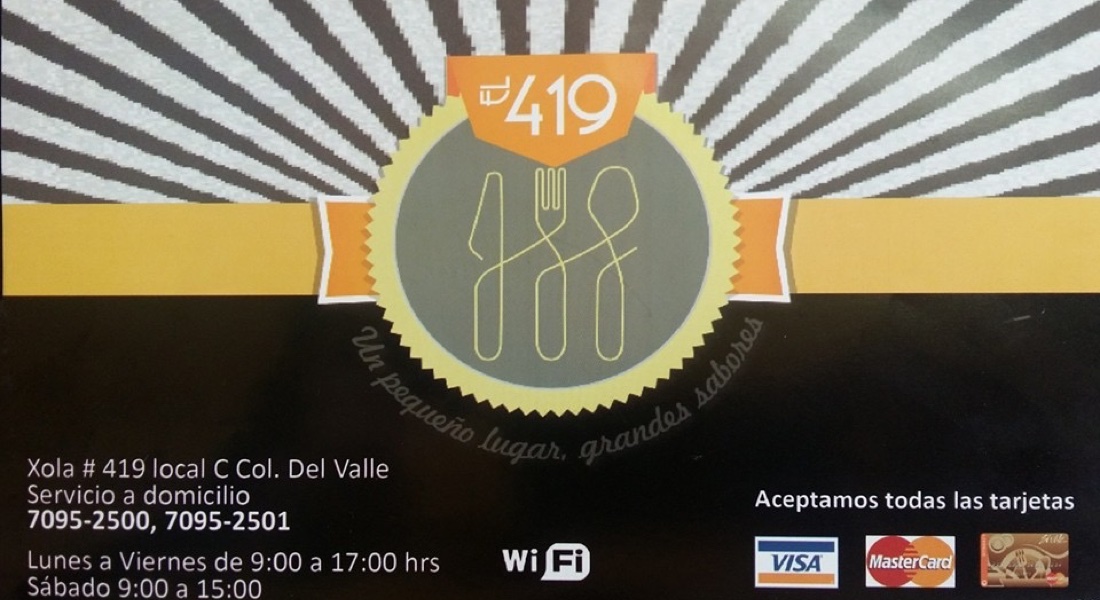 EL 419
Un pequeño lugar, grandes sabores
Xola # 419 local C Col. Del Valle
Servicio a domicilio
7095-2500, 7095-2501
Lunes a Viernes de 9:00 a 17:00 hrs
Sábado 9:00 a 15:00
Wi Fi
Aceptamos todas las tarjetas
VISA
MasterCard